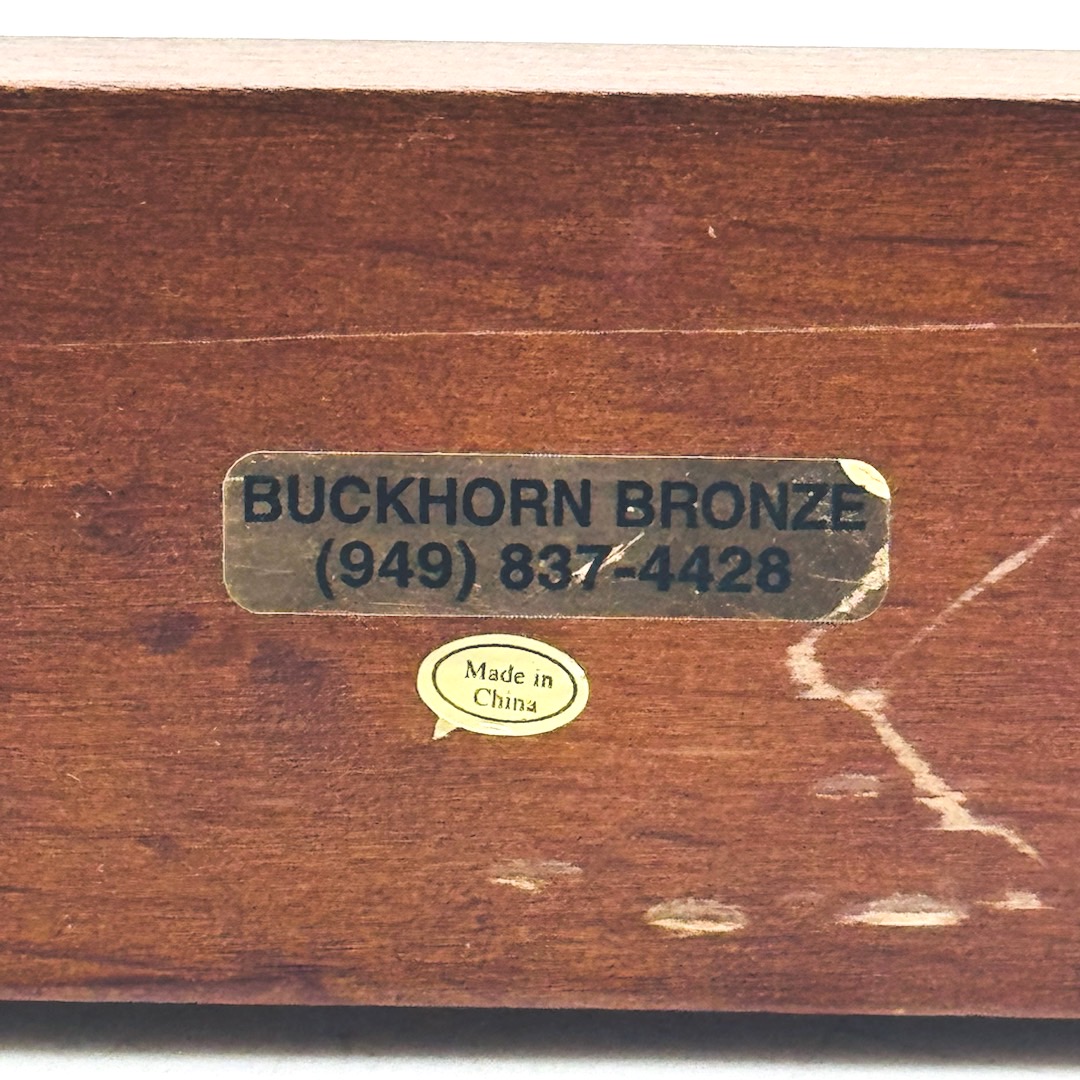 BUCKHORN BRONZE
(949) 837-4428
Made in
China